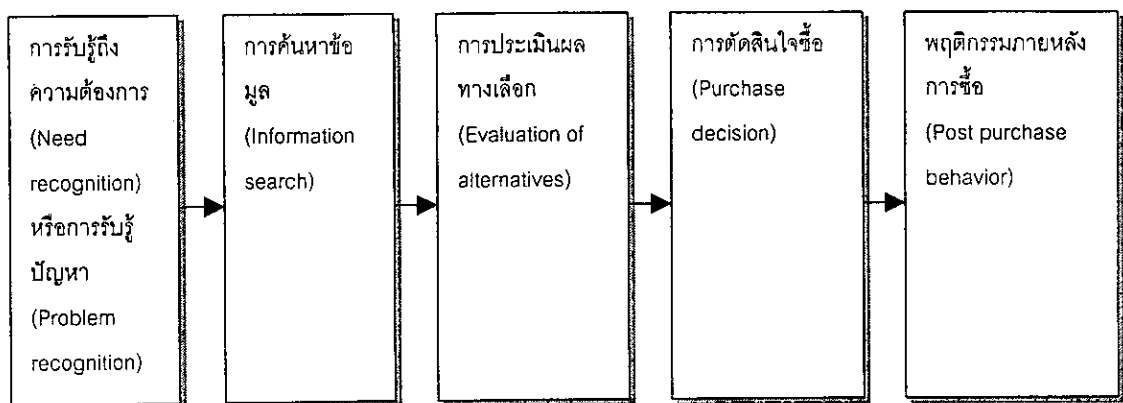 การรับรู้ถึง
ความต้องการ
(Need
recognition)
หรือการรับรู้
ปัญหา
(Problem
recognition)
การค้นหาข้อ
มูล
(Information
search)
การประเมินผล
ทางเลือก
(Evaluation of
alternatives)
การตัดสินใจซื้อ
(Purchase
decision)
พฤติกรรมภายหลัง
การซื้อ
(Post purchase
behavior)